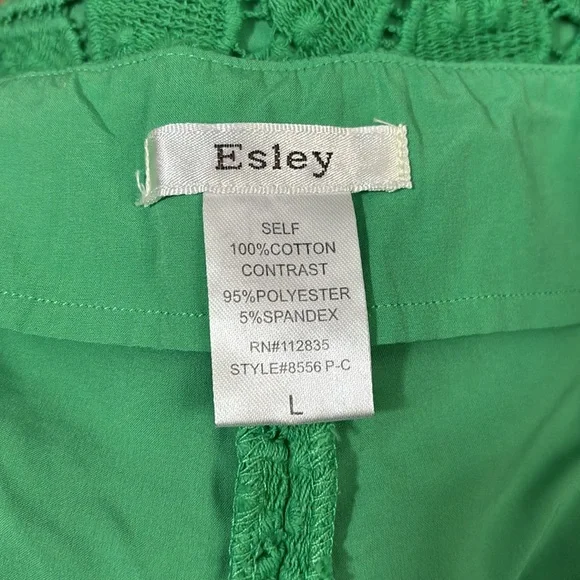 Esley
SELF
100%COTTON
CONTRAST
95%POLYESTER
5%SPANDEX
RN#112835
STYLE#8556 P-C
L